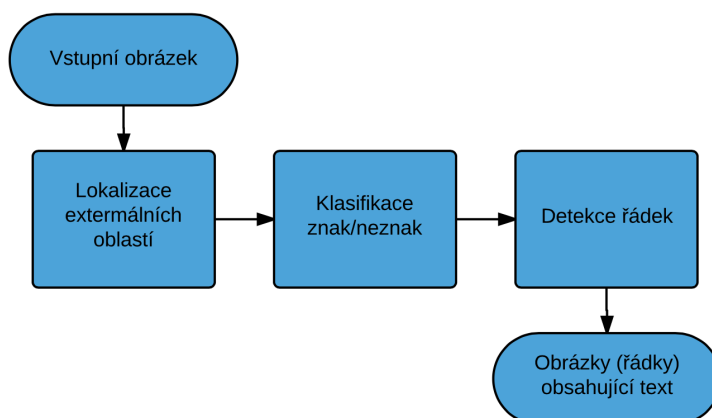 Vstupní obrázek
Lokalizace
extermálních
oblastí
Klasifikace
znak/neznak
Detekce řádek
Obrázky (řádky)
obsahující text